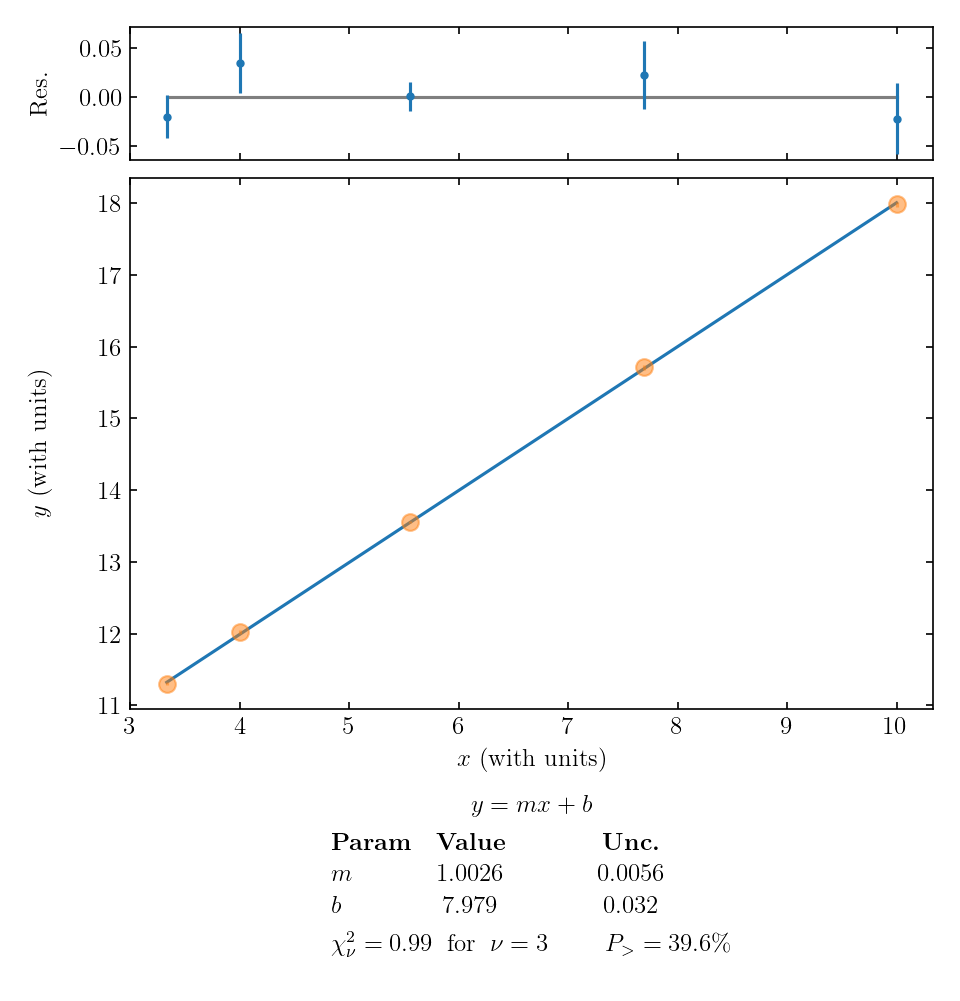 0.05
0.00
−0.05
Res.
18
17
16
15
14
13
12
11
y (with units)
3 4 5 6 7 8 9 10
x (with units)
y = mx + b
Param Value Unc.
m 1.0026 0.0056
b 7.979 0.032
χ²ᵥ = 0.99 for ν = 3 P> = 39.6%